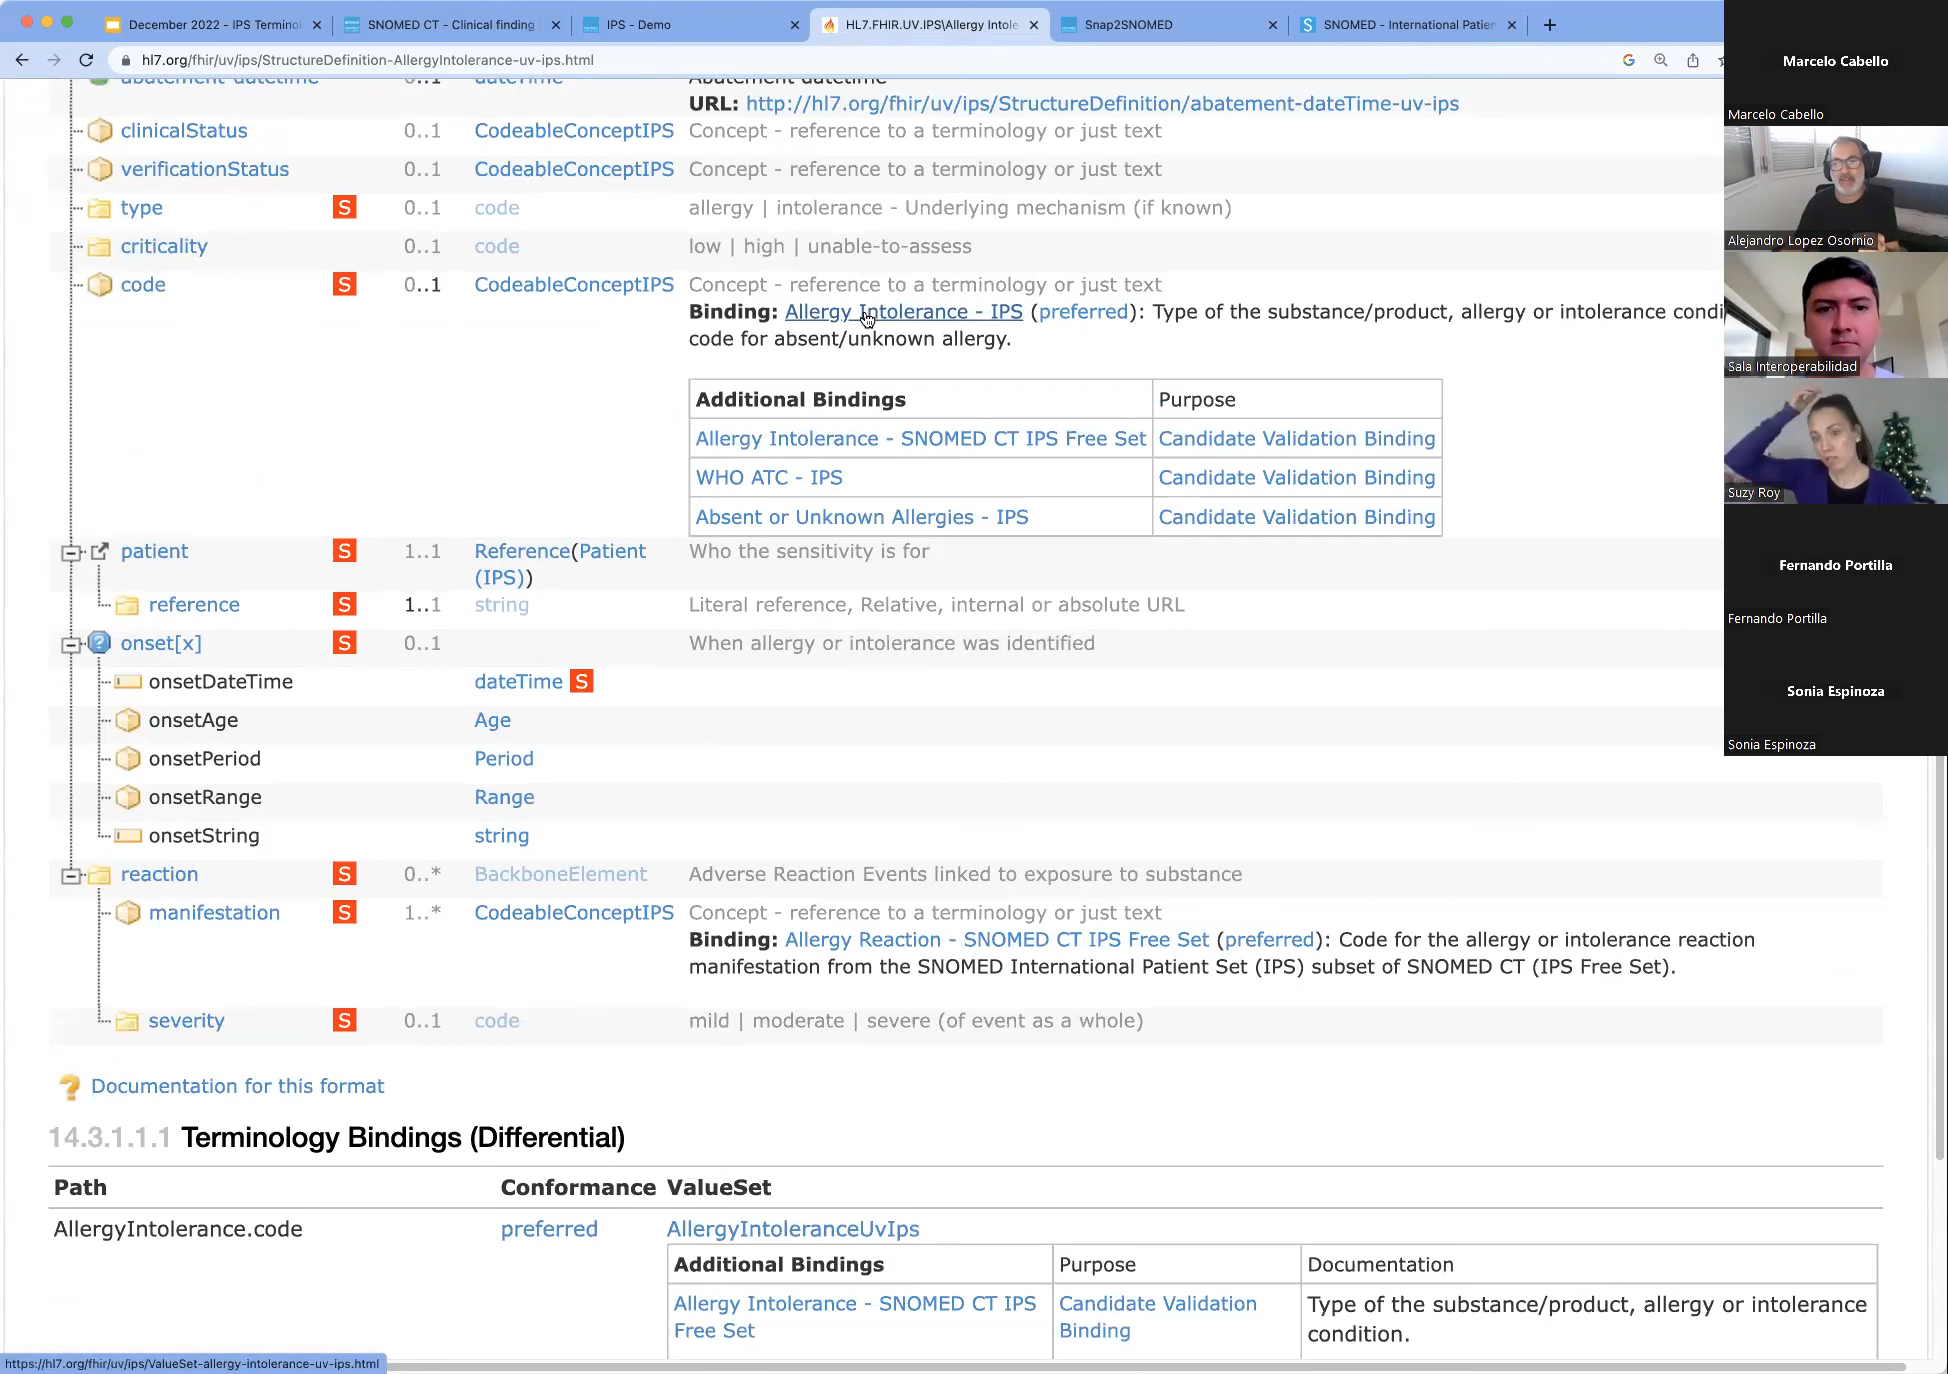 December 2022 - IPS Terminol
SNOMED CT - Clinical finding
IPS - Demo
HL7.FHIR.UV.IPS\Allergy Intole
Snap2SNOMED
SNOMED - International Patien
hl7.org/fhir/uv/ips/StructureDefinition-AllergyIntolerance-uv-ips.html
abatement-datetime 0..1 dateTime Abatement datetime
URL: http://hl7.org/fhir/uv/ips/StructureDefinition/abatement-dateTime-uv-ips
clinicalStatus 0..1 CodeableConceptIPS Concept - reference to a terminology or just text
verificationStatus 0..1 CodeableConceptIPS Concept - reference to a terminology or just text
type S 0..1 code allergy | intolerance - Underlying mechanism (if known)
criticality 0..1 code low | high | unable-to-assess
code S 0..1 CodeableConceptIPS Concept - reference to a terminology or just text
Binding: Allergy Intolerance - IPS (preferred): Type of the substance/product, allergy or intolerance condi
code for absent/unknown allergy.
Additional Bindings Purpose
Allergy Intolerance - SNOMED CT IPS Free Set Candidate Validation Binding
WHO ATC - IPS Candidate Validation Binding
Absent or Unknown Allergies - IPS Candidate Validation Binding
patient S 1..1 Reference(Patient Who the sensitivity is for
(IPS))
reference S 1..1 string Literal reference, Relative, internal or absolute URL
onset[x] S 0..1 When allergy or intolerance was identified
onsetDateTime dateTime S
onsetAge Age
onsetPeriod Period
onsetRange Range
onsetString string
reaction S 0..* BackboneElement Adverse Reaction Events linked to exposure to substance
manifestation S 1..* CodeableConceptIPS Concept - reference to a terminology or just text
Binding: Allergy Reaction - SNOMED CT IPS Free Set (preferred): Code for the allergy or intolerance reaction
manifestation from the SNOMED International Patient Set (IPS) subset of SNOMED CT (IPS Free Set).
severity S 0..1 code mild | moderate | severe (of event as a whole)
Documentation for this format
14.3.1.1.1 Terminology Bindings (Differential)
Path Conformance ValueSet
AllergyIntolerance.code preferred AllergyIntoleranceUvIps
Additional Bindings Purpose Documentation
Allergy Intolerance - SNOMED CT IPS Candidate Validation Type of the substance/product, allergy or intolerance
Free Set Binding condition.
https://hl7.org/fhir/uv/ips/ValueSet-allergy-intolerance-uv-ips.html
Marcelo Cabello
Marcelo Cabello
Alejandro Lopez Osornio
Sala Interoperabilidad
Suzy Roy
Fernando Portilla
Fernando Portilla
Sonia Espinoza
Sonia Espinoza